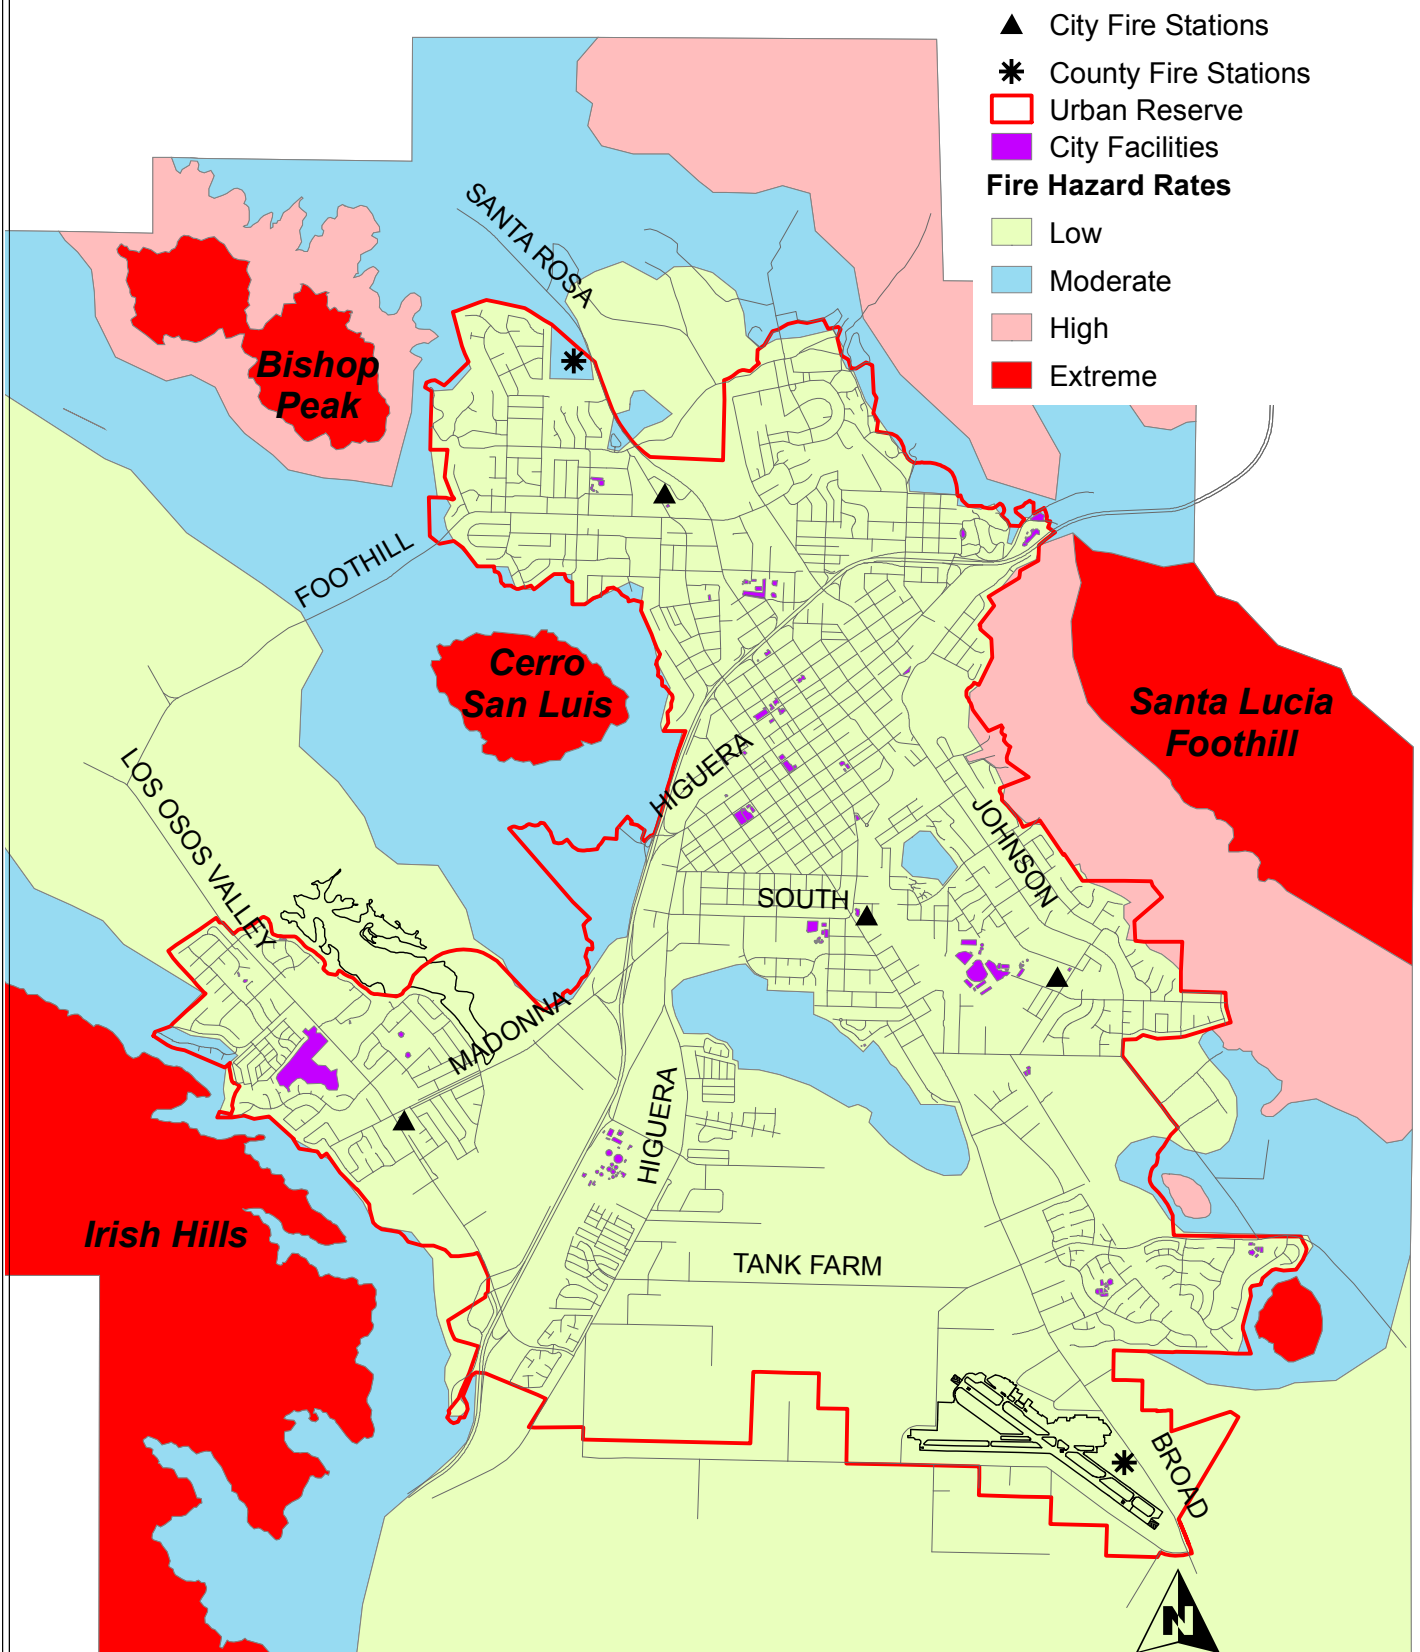 City Fire Stations
County Fire Stations
Urban Reserve
City Facilities
Fire Hazard Rates
Low
Moderate
High
Extreme
SANTA ROSA
Bishop
Peak
FOOTHILL
Cerro
San Luis
Santa Lucia
Foothill
HIGUERA
LOS OSOS VALLEY
JOHNSON
SOUTH
MADONNA
HIGUERA
Irish Hills
TANK FARM
BROAD
N